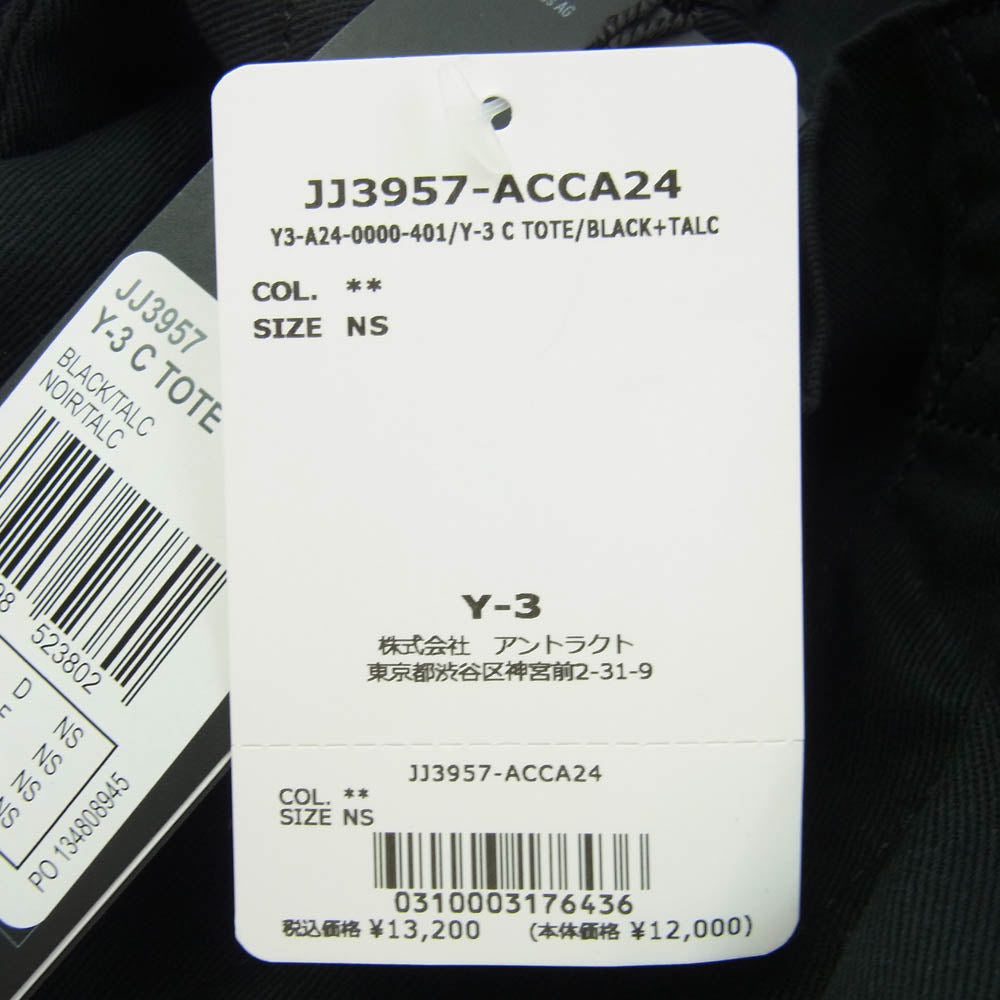 JJ3957-ACCA24
Y3-A24-0000-401/Y-3 C TOTE/BLACK+TALC
COL. **
SIZE NS
Y-3
株式会社 アントラクト
東京都渋谷区神宮前2-31-9
JJ3957-ACCA24
COL. **
SIZE NS
0310003176436
税込価格 ¥13,200 (本体価格 ¥12,000)
AG
JJ3957
Y-3 C TOTE
BLACK/TALC
NOIR/TALC
523802
D NS
NS
NS
NS
PO 134808945